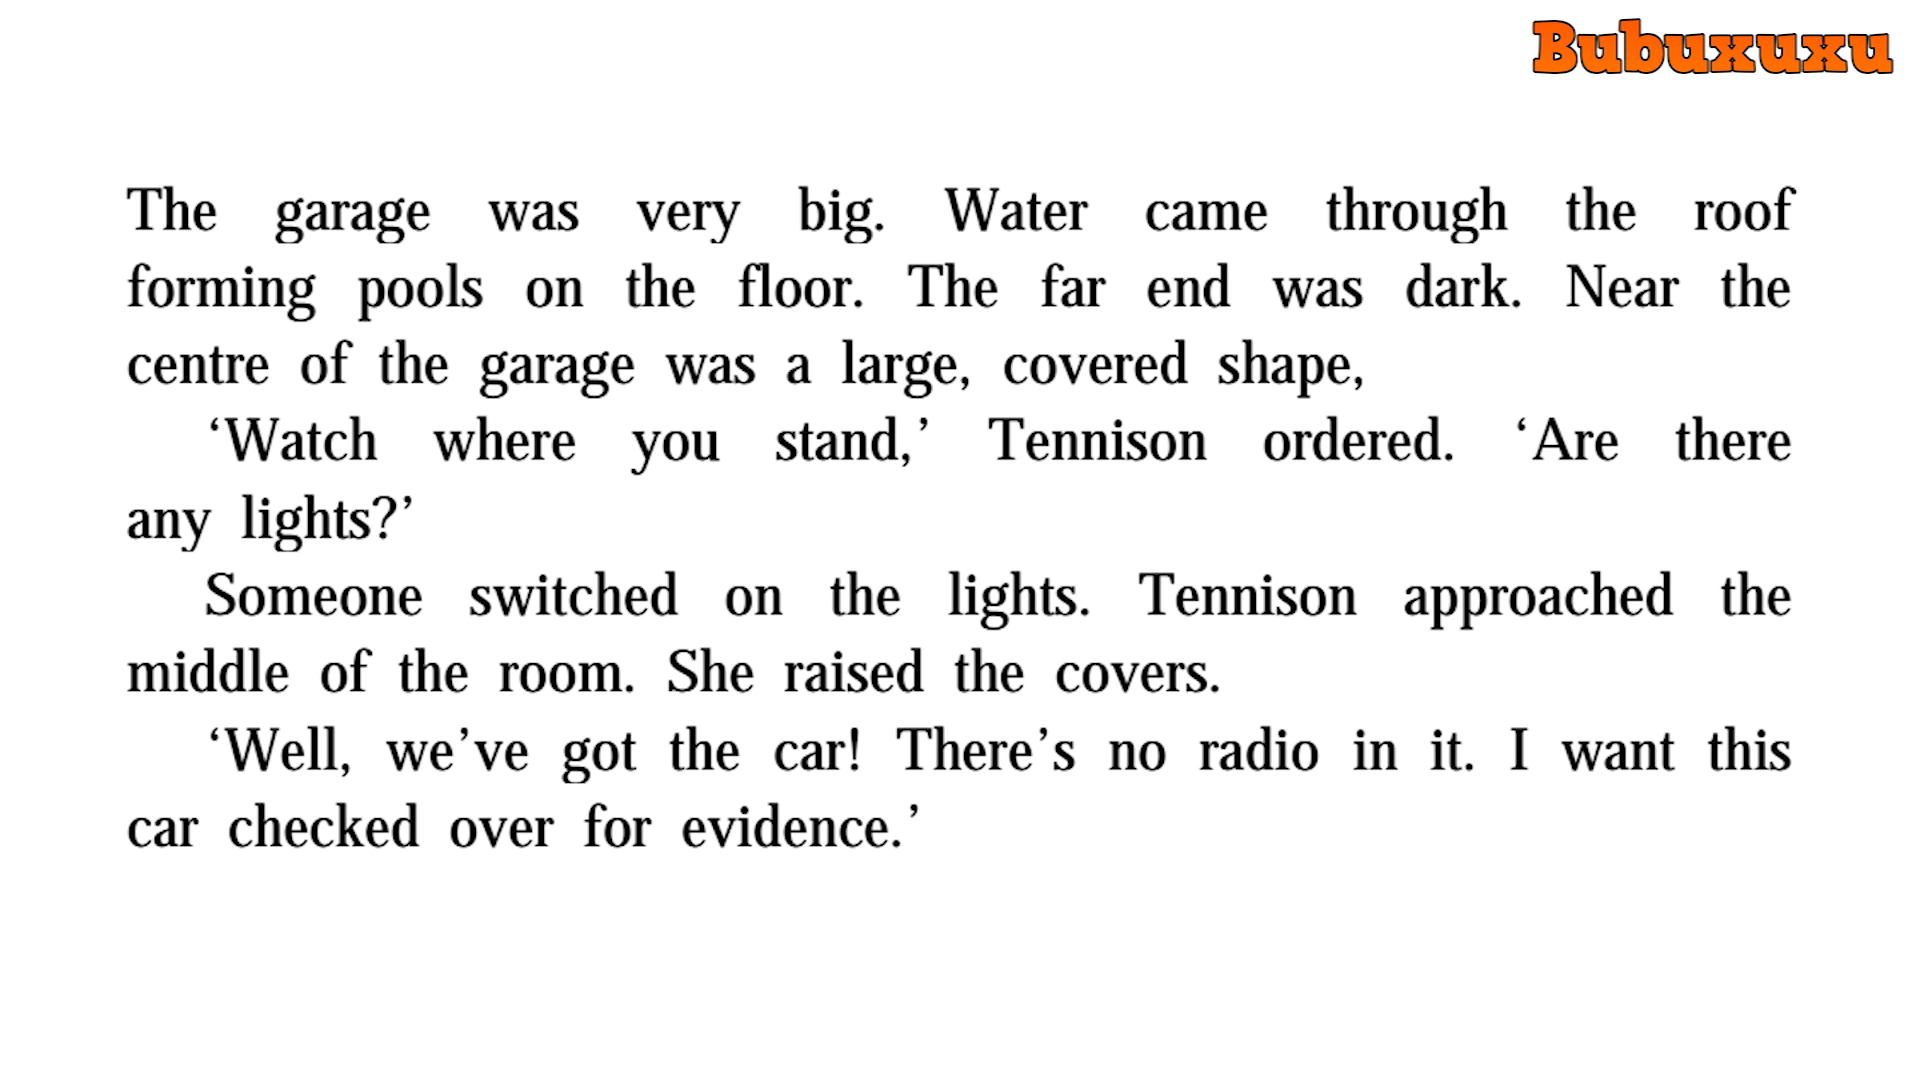 Bubuxuxu
The garage was very big. Water came through the roof
forming pools on the floor. The far end was dark. Near the
centre of the garage was a large, covered shape,
‘Watch where you stand,’ Tennison ordered. ‘Are there
any lights?’
Someone switched on the lights. Tennison approached the
middle of the room. She raised the covers.
‘Well, we’ve got the car! There’s no radio in it. I want this
car checked over for evidence.’